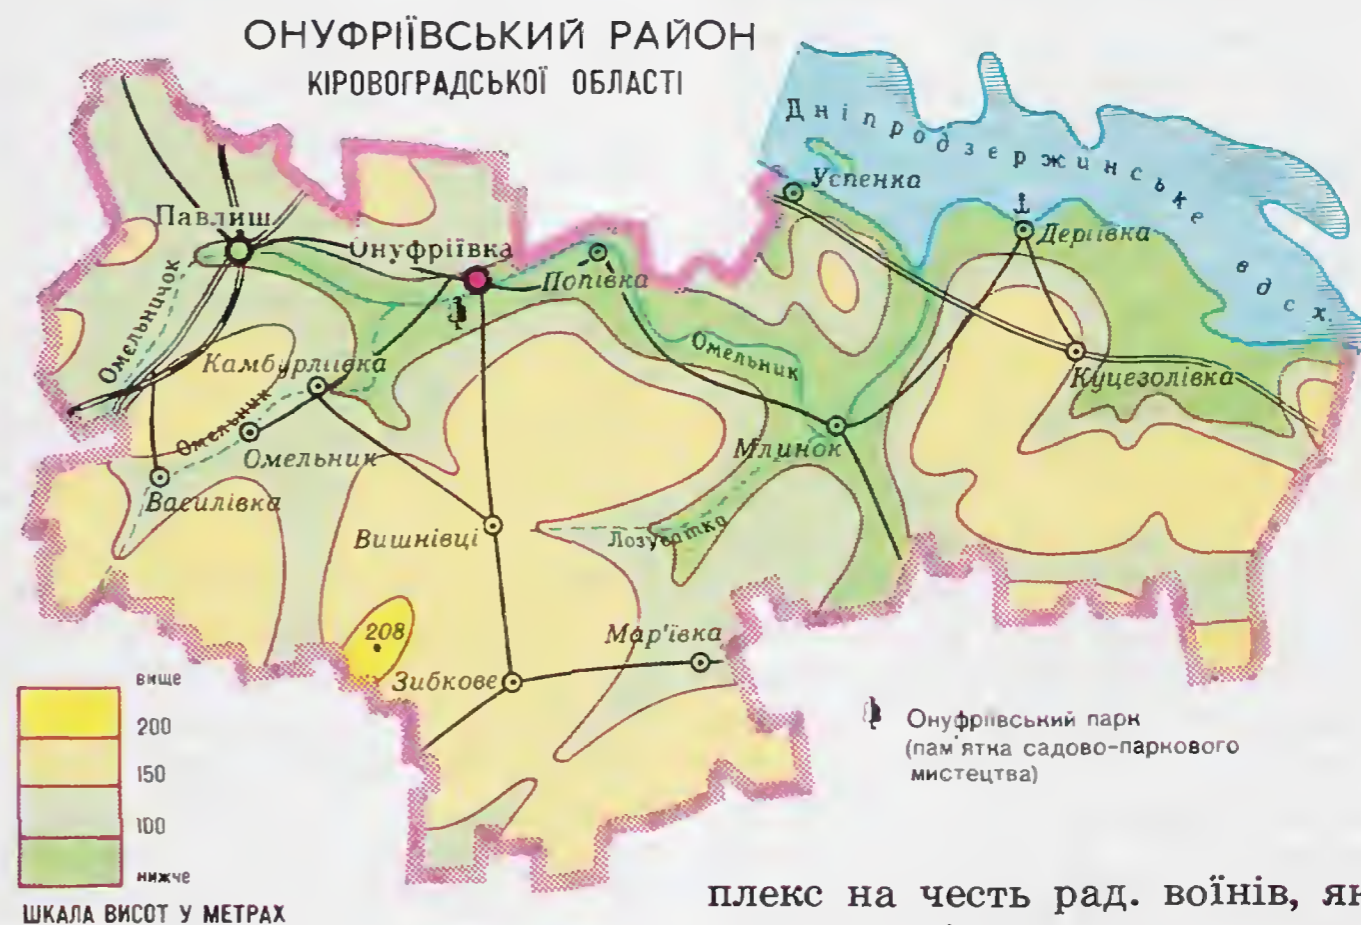 ОНУФРІЇВСЬКИЙ РАЙОН
КІРОВОГРАДСЬКОЇ ОБЛАСТІ
Дніпродзержинське вдсх.
Успенка
Павлиш
Онуфріївка
Деріївка
Попівка
Омельничок
Омельник
Камбурліївка
Куцеволівка
Омельник
Омельник
Млинок
Василівка
Вишнівці
Лозуватка
208
Мар'ївка
Зибкове
вище
200
150
100
нижче
ШКАЛА ВИСОТ У МЕТРАХ
Онуфріївський парк
(пам'ятка садово-паркового
мистецтва)
плекс на честь рад. воїнів, як